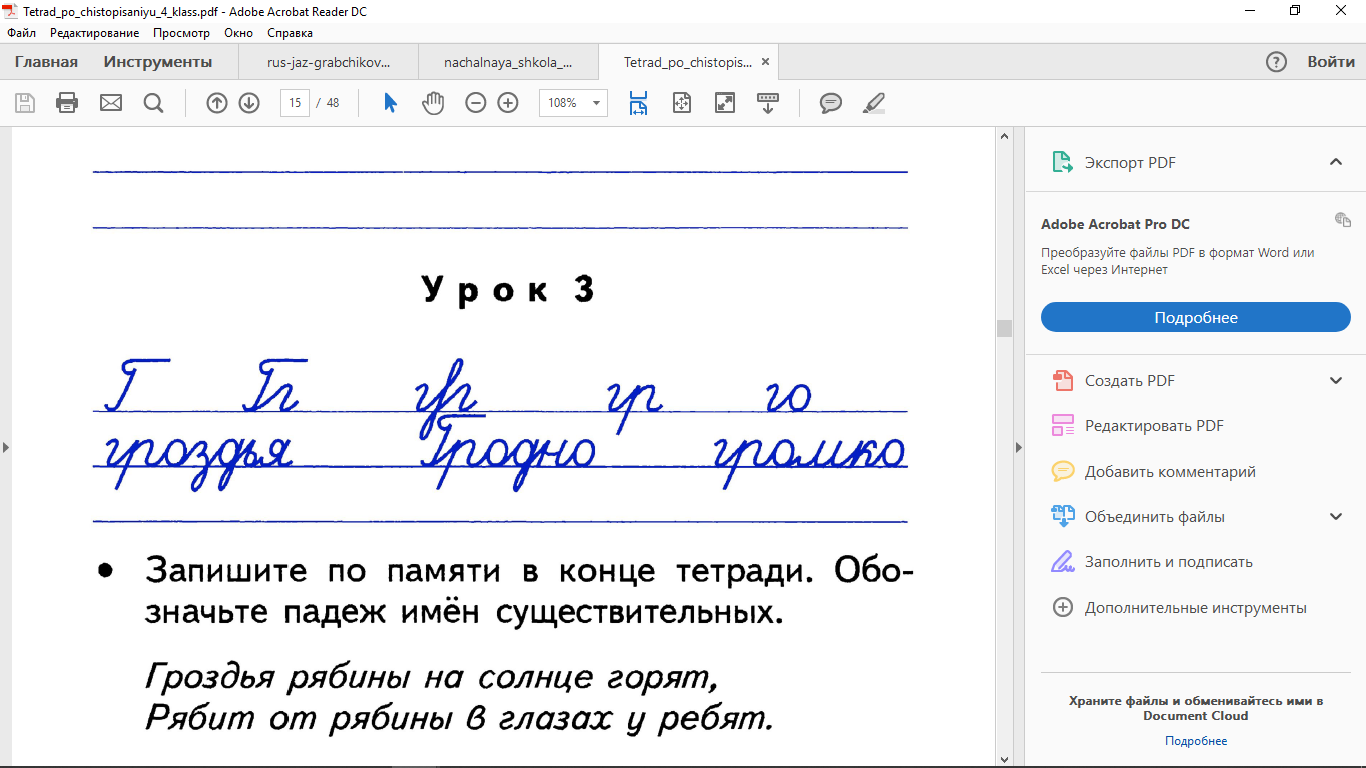 Tetrad_po_chistopisaniyu_4_klass.pdf - Adobe Acrobat Reader DC
Файл Редактирование Просмотр Окно Справка
Главная Инструменты rus-jaz-grabchikov... nachalnaya_shkola_... Tetrad_po_chistopis... Войти
15 / 48 108%
Урок 3
Г Гг гфг гр го
гроздья Гродно громко
• Запишите по памяти в конце тетради. Обо-
значьте падеж имён существительных.
Гроздья рябины на солнце горят,
Рябит от рябины в глазах у ребят.
Экспорт PDF
Adobe Acrobat Pro DC
Преобразуйте файлы PDF в формат Word или
Excel через Интернет
Подробнее
Создать PDF
Редактировать PDF
Добавить комментарий
Объединить файлы
Заполнить и подписать
Дополнительные инструменты
Храните файлы и обменивайтесь ими в
Document Cloud
Подробнее